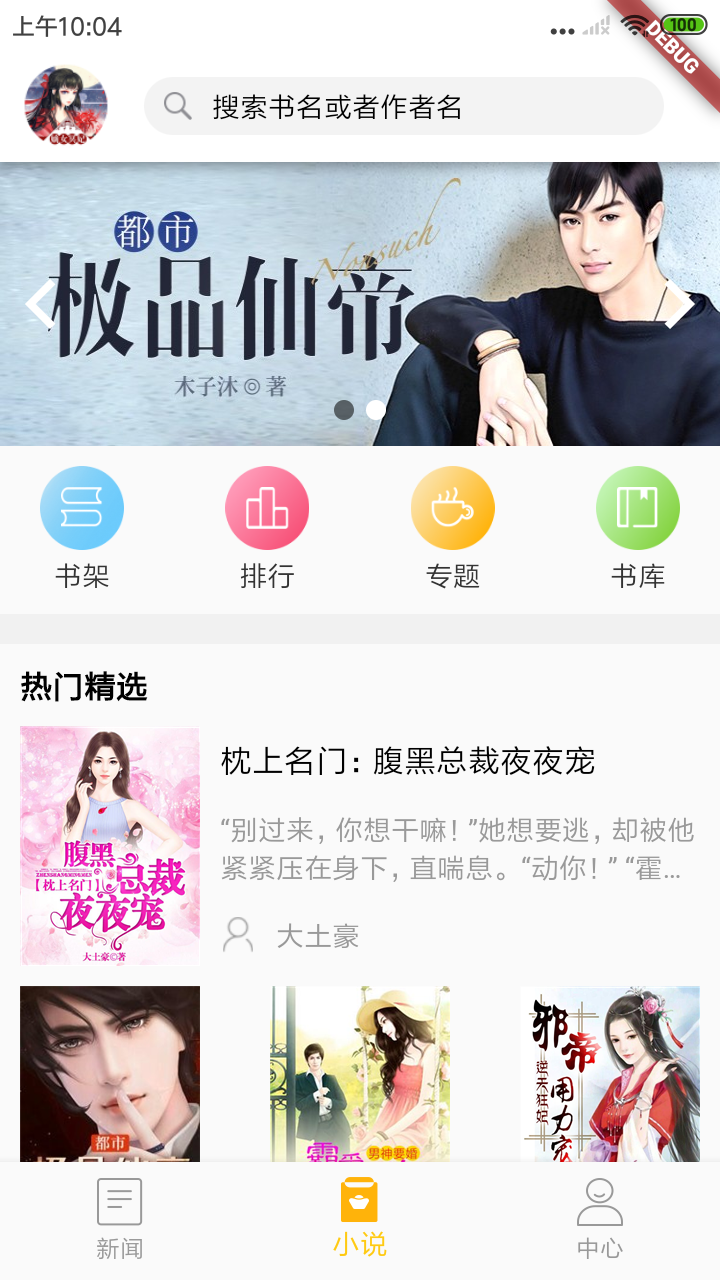 上午10:04
100
DEBUG
搜索书名或者作者名
都市
Nonsuch
极品仙帝
木子沐◎著
书架
排行
专题
书库
热门精选
枕上名门：腹黑总裁夜夜宠
“别过来，你想干嘛！”她想要逃，却被他
紧紧压在身下，直喘息。“动你！” “霍...
大土豪
腹黑
ZHENSHANGMINGMEN
【枕上名门】总裁
夜夜宠
大土豪◎著
都市
男神要婚
邪帝
逆天狂妃
用力宠
新闻
小说
中心